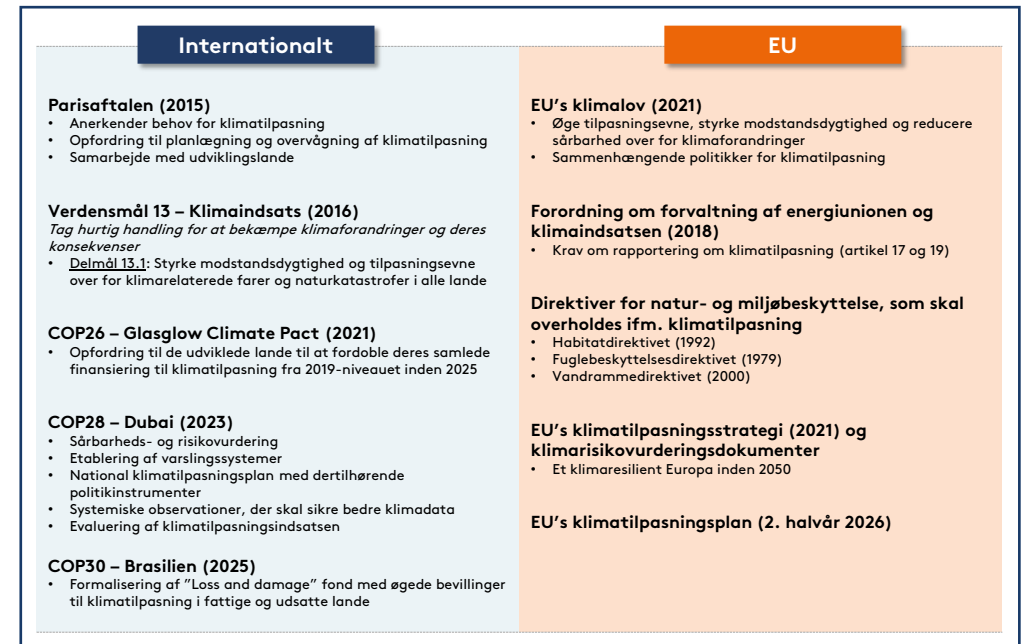 Internationalt
Parisaftalen (2015)
• Anerkender behov for klimatilpasning
• Opfordring til planlægning og overvågning af klimatilpasning
• Samarbejde med udviklingslande
Verdensmål 13 – Klimaindsats (2016)
Tag hurtig handling for at bekæmpe klimaforandringer og deres
konsekvenser
• Delmål 13.1: Styrke modstandsdygtighed og tilpasningsevne
over for klimarelaterede farer og naturkatastrofer i alle lande
COP26 – Glasglow Climate Pact (2021)
• Opfordring til de udviklede lande til at fordoble deres samlede
finansiering til klimatilpasning fra 2019-niveauet inden 2025
COP28 – Dubai (2023)
• Sårbarheds- og risikovurdering
• Etablering af varslingssystemer
• National klimatilpasningsplan med dertilhørende
politikinstrumenter
• Systemiske observationer, der skal sikre bedre klimadata
• Evaluering af klimatilpasningsindsatsen
COP30 – Brasilien (2025)
• Formalisering af ”Loss and damage” fond med øgede bevillinger
til klimatilpasning i fattige og udsatte lande
EU
EU's klimalov (2021)
• Øge tilpasningsevne, styrke modstandsdygtighed og reducere
sårbarhed over for klimaforandringer
• Sammenhængende politikker for klimatilpasning
Forordning om forvaltning af energiunionen og
klimaindsatsen (2018)
• Krav om rapportering om klimatilpasning (artikel 17 og 19)
Direktiver for natur- og miljøbeskyttelse, som skal
overholdes ifm. klimatilpasning
• Habitatdirektivet (1992)
• Fuglebeskyttelsesdirektivet (1979)
• Vandrammedirektivet (2000)
EU's klimatilpasningsstrategi (2021) og
klimarisikovurderingsdokumenter
• Et klimaresilient Europa inden 2050
EU's klimatilpasningsplan (2. halvår 2026)